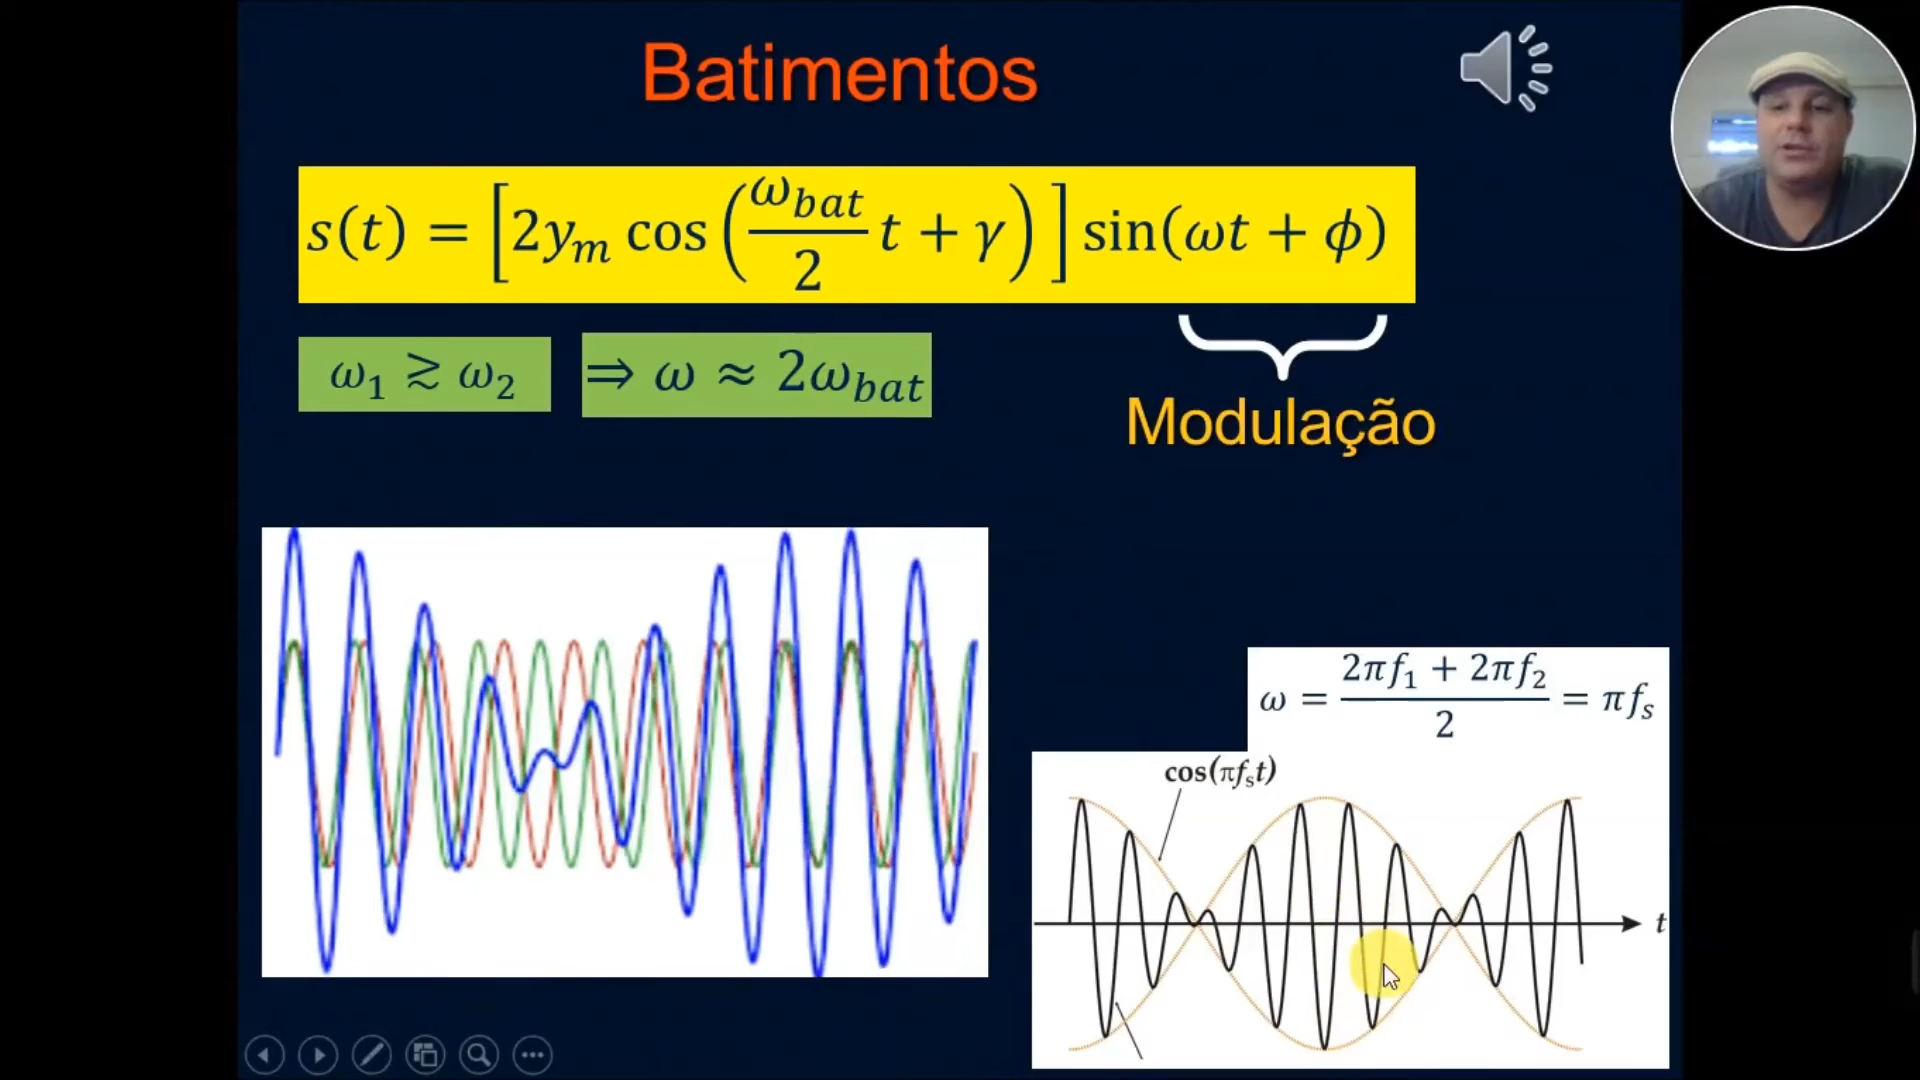 Batimentos
s(t) = [2y_m cos(ω_bat/2 t + γ)] sin(ωt + ϕ)
ω₁ ≳ ω₂ ⇒ ω ≈ 2ω_bat
Modulação
ω = (2πf₁ + 2πf₂)/2 = πf_s
cos(πf_st)
t